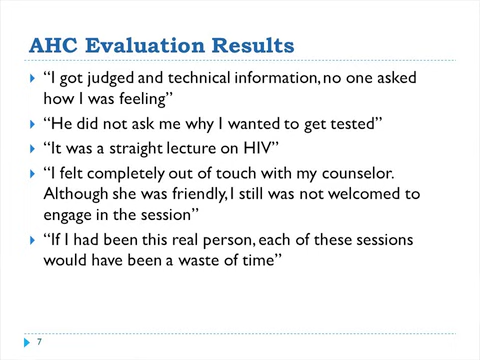 AHC Evaluation Results
“I got judged and technical information, no one asked
how I was feeling”
“He did not ask me why I wanted to get tested”
“It was a straight lecture on HIV”
“I felt completely out of touch with my counselor.
Although she was friendly, I still was not welcomed to
engage in the session”
“If I had been this real person, each of these sessions
would have been a waste of time”
7